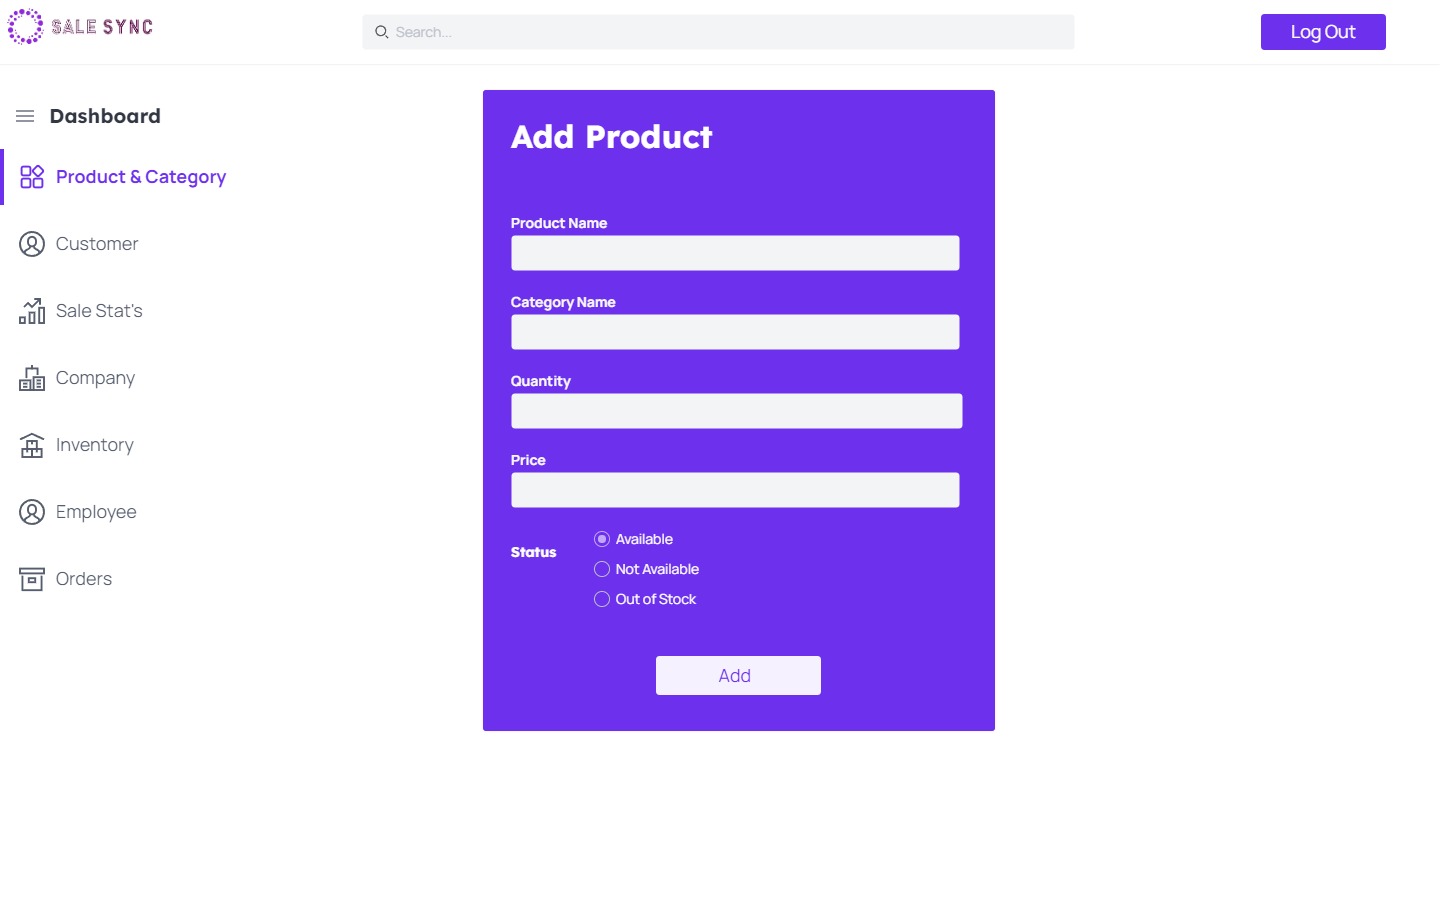 SALE SYNC
Search...
Log Out
Dashboard
Product & Category
Customer
Sale Stat's
Company
Inventory
Employee
Orders
Add Product
Product Name
Category Name
Quantity
Price
Status
Available
Not Available
Out of Stock
Add